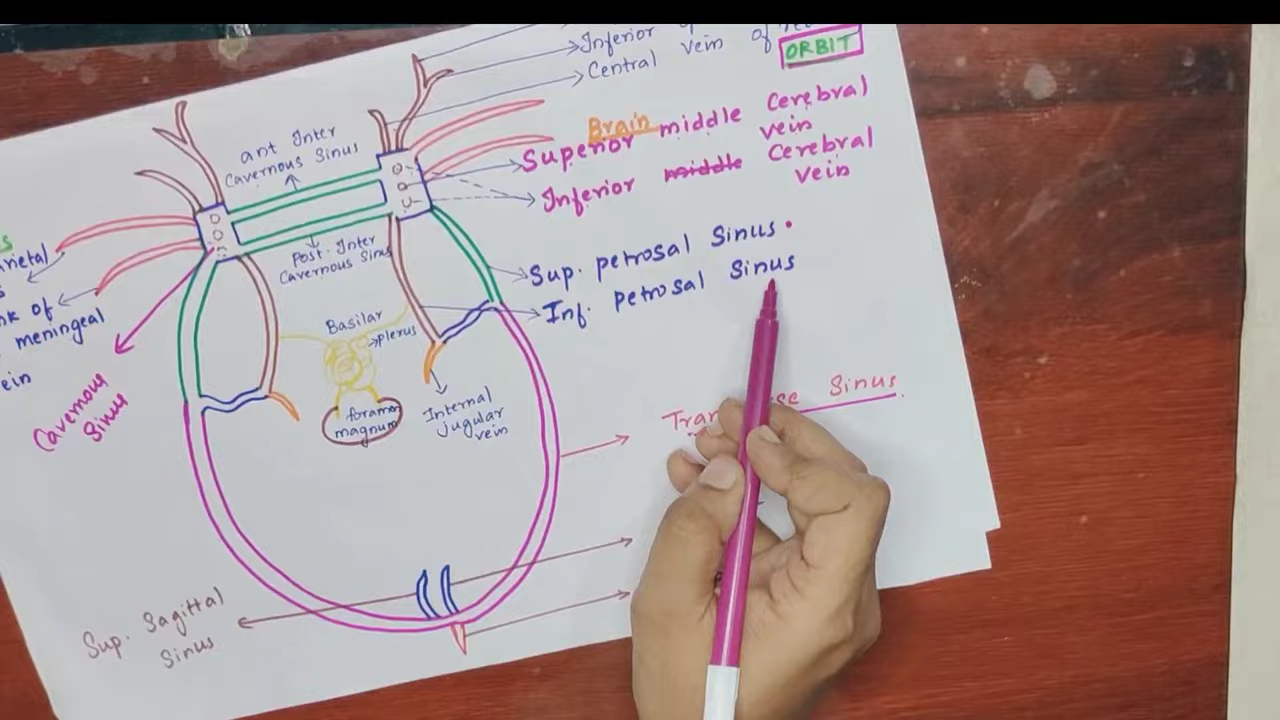 Inferior
Central vein of
ORBIT
ant Inter
Cavernous Sinus
Brain
Superior middle Cerebral
vein
Inferior middle Cerebral
vein
Post. Inter
Cavernous Sinus
Sup. petrosal Sinus
Inf. petrosal Sinus
meningeal
Cavernous
Sinus
Basilar
plerus
foramen
magnum
Internal
jugular
vein
Sinus
Sup. Sagittal
Sinus